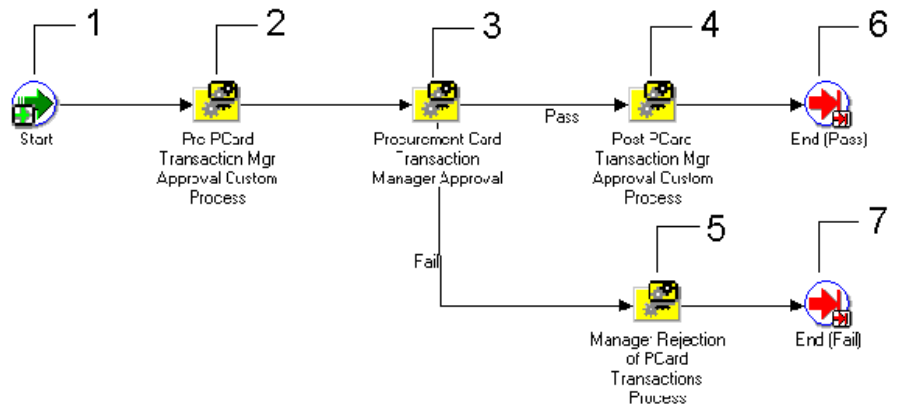 1
2
3
4
6
Start
Pre PCard
Transaction Mgr
Approval Custom
Process
Procurement Card
Transaction
Manager Approval
Pass
Post PCard
Transaction Mgr
Approval Custom
Process
End (Pass)
Fail
5
7
Manager Rejection
of PCard
Transactions
Process
End (Fail)